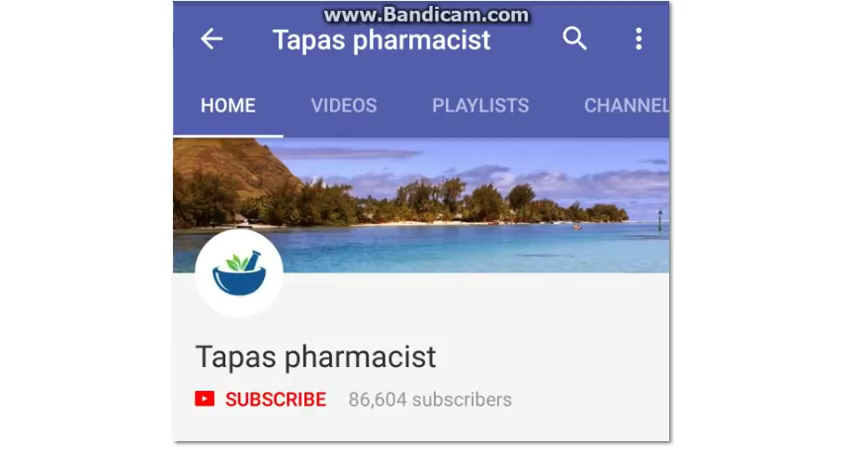 www.Bandicam.com
Tapas pharmacist
HOME VIDEOS PLAYLISTS CHANNEL
Tapas pharmacist
SUBSCRIBE 86,604 subscribers